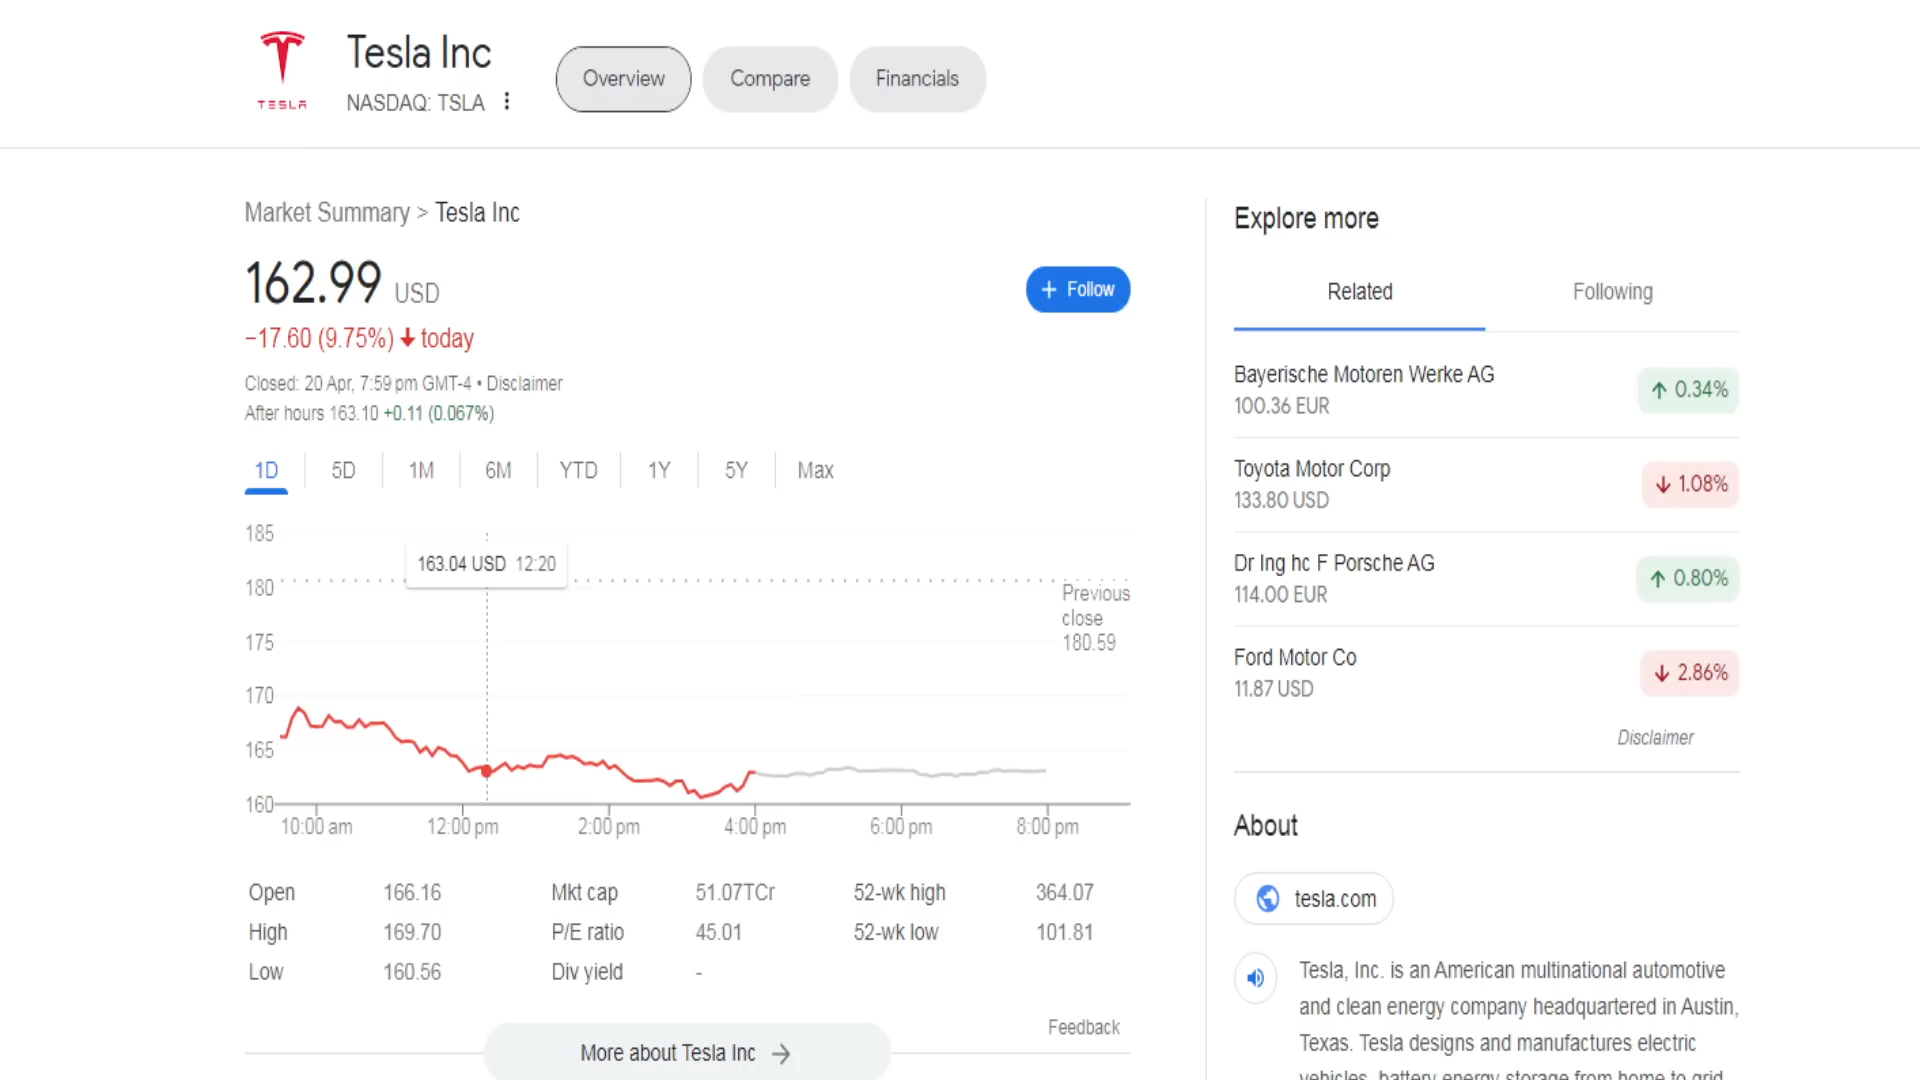 TESLA
Tesla Inc
NASDAQ: TSLA
Overview
Compare
Financials
Market Summary > Tesla Inc
162.99 USD
+ Follow
−17.60 (9.75%) ↓ today
Closed: 20 Apr, 7:59 pm GMT-4 • Disclaimer
After hours 163.10 +0.11 (0.067%)
1D
5D
1M
6M
YTD
1Y
5Y
Max
185
180
175
170
165
160
163.04 USD 12:20
Previous
close
180.59
10:00 am
12:00 pm
2:00 pm
4:00 pm
6:00 pm
8:00 pm
Open 166.16
High 169.70
Low 160.56
Mkt cap 51.07TCr
P/E ratio 45.01
Div yield -
52-wk high 364.07
52-wk low 101.81
Feedback
More about Tesla Inc →
Explore more
Related
Following
Bayerische Motoren Werke AG
100.36 EUR
↑ 0.34%
Toyota Motor Corp
133.80 USD
↓ 1.08%
Dr Ing hc F Porsche AG
114.00 EUR
↑ 0.80%
Ford Motor Co
11.87 USD
↓ 2.86%
Disclaimer
About
tesla.com
Tesla, Inc. is an American multinational automotive
and clean energy company headquartered in Austin,
Texas. Tesla designs and manufactures electric
vehicles, battery energy storage from home to grid